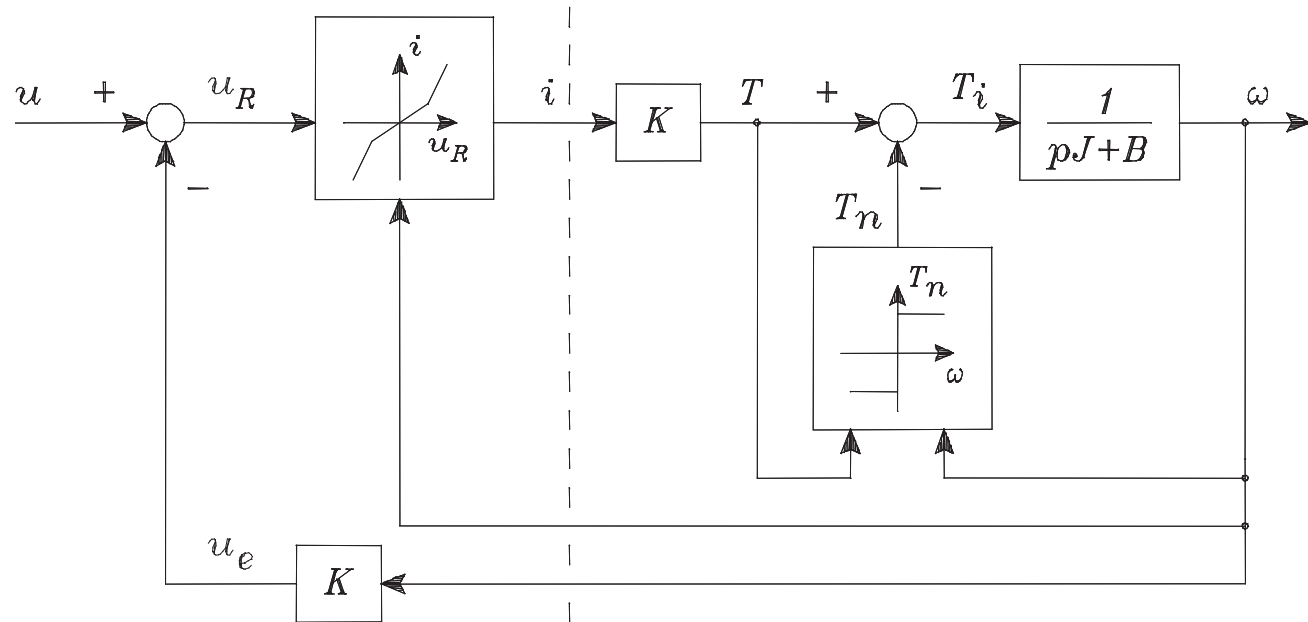 u
+
u_R
-
i
u_R
i
K
T
+
T_i
-
T_n
1
pJ+B
ω
T_n
ω
u_e
K